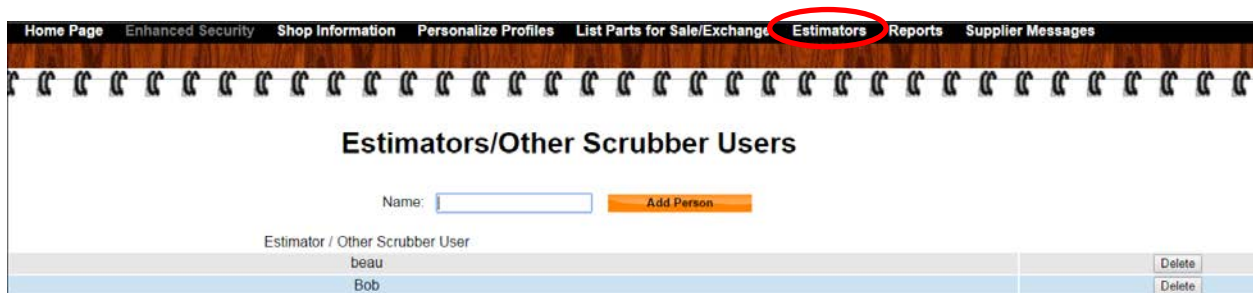 Home Page Enhanced Security Shop Information Personalize Profiles List Parts for Sale/Exchange Estimators Reports Supplier Messages
Estimators/Other Scrubber Users
Name: Add Person
Estimator / Other Scrubber User
beau Delete
Bob Delete